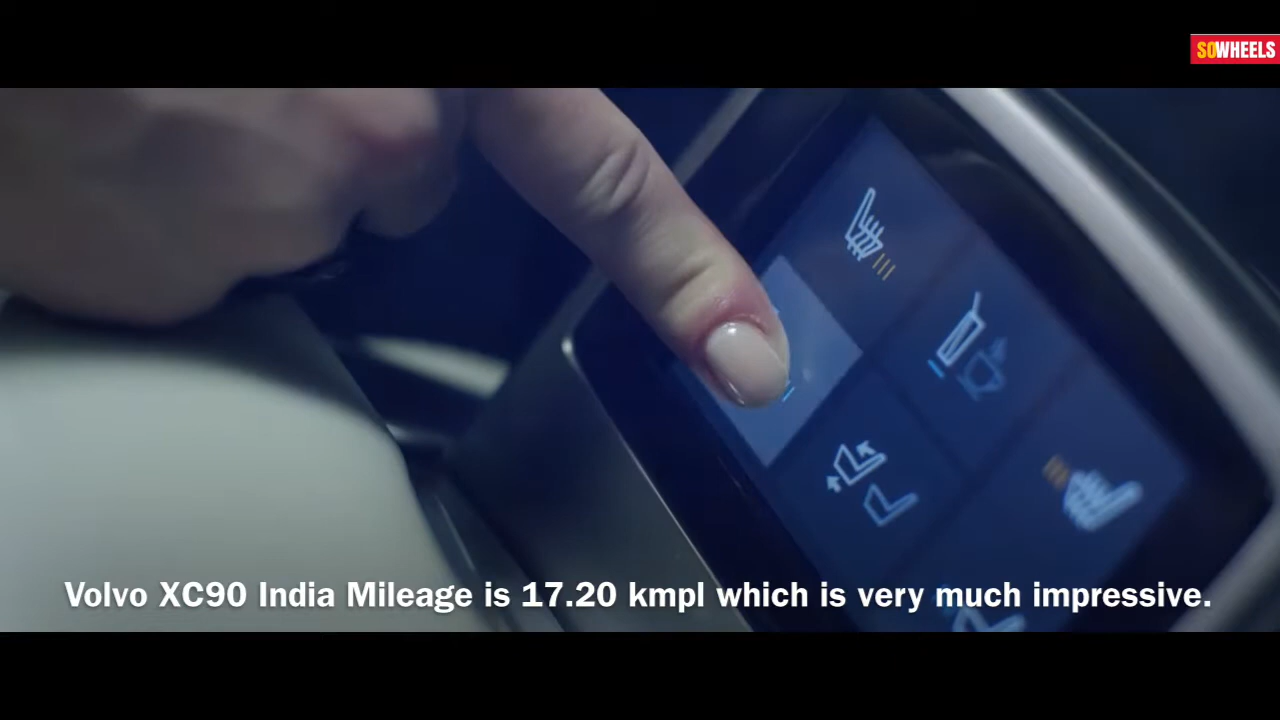 SOWHEELS
Volvo XC90 India Mileage is 17.20 kmpl which is very much impressive.